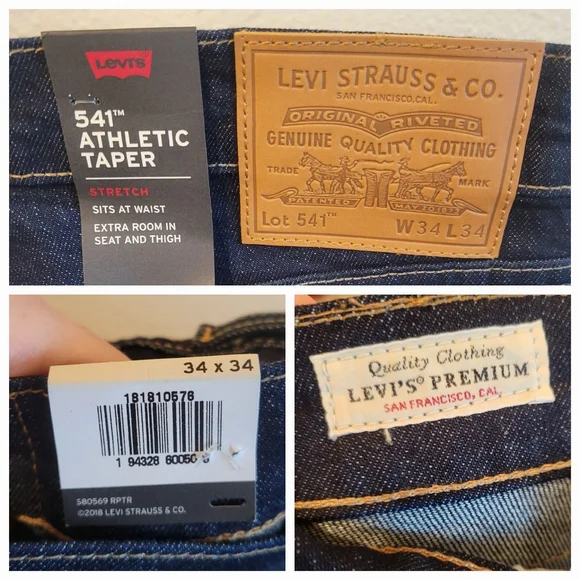 Levi's
541™
ATHLETIC
TAPER
STRETCH
SITS AT WAIST
EXTRA ROOM IN
SEAT AND THIGH
LEVI STRAUSS & CO.
SAN FRANCISCO, CAL.
ORIGINAL RIVETED
GENUINE QUALITY CLOTHING
TRADE MARK
PATENTED MAY 20 1873
Lot 541™ W34 L34
34 x 34
181810576
1 94328 60050
580569 RPTR
©2018 LEVI STRAUSS & CO.
Quality Clothing
LEVI'S® PREMIUM
SAN FRANCISCO, CAL.